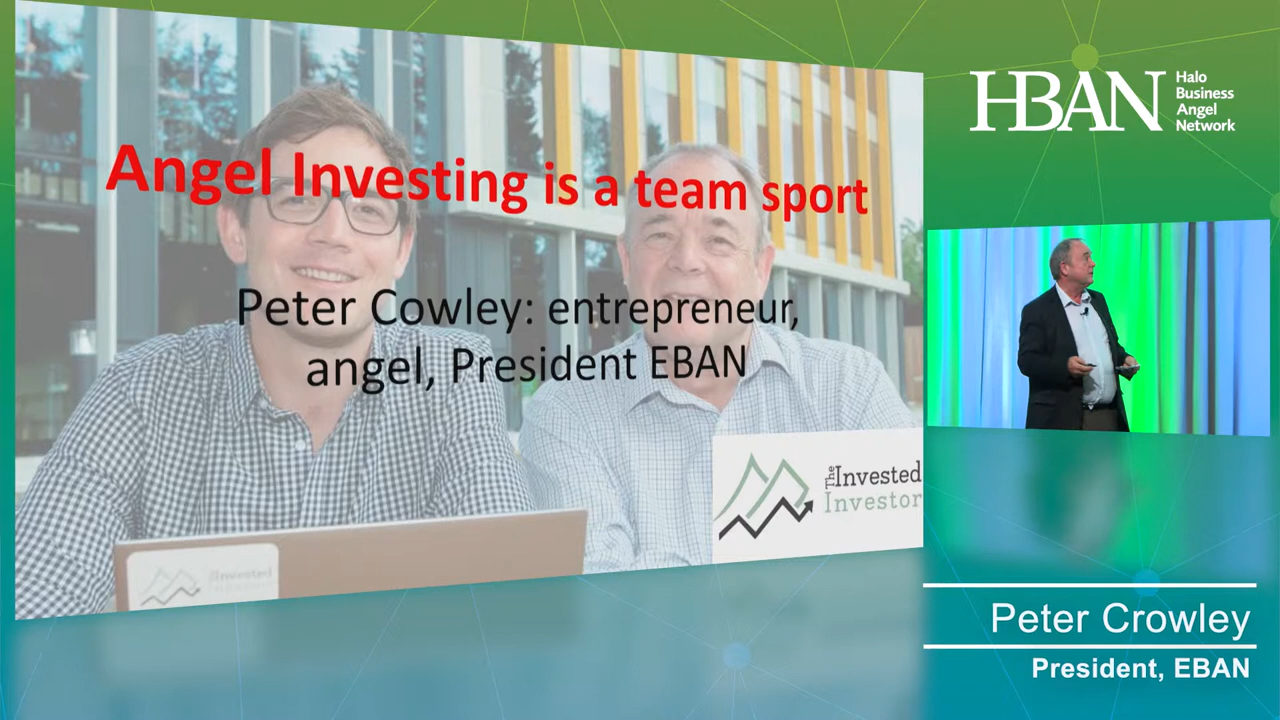 Angel Investing is a team sport
Peter Cowley: entrepreneur,
angel, President EBAN
The Invested
Investor
Invested
HBAN
Halo
Business
Angel
Network
Peter Crowley
President, EBAN